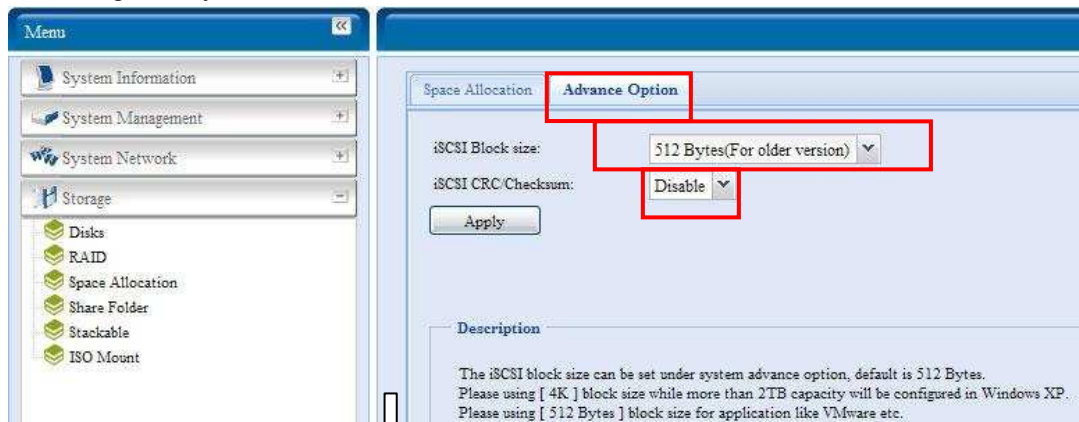 Menu
System Information
System Management
System Network
Storage
Disks
RAID
Space Allocation
Share Folder
Stackable
ISO Mount
Space Allocation Advance Option
iSCSI Block size: 512 Bytes(For older version)
iSCSI CRC/Checksum: Disable
Apply
Description
The iSCSI block size can be set under system advance option, default is 512 Bytes.
Please using [ 4K ] block size while more than 2TB capacity will be configured in Windows XP.
Please using [ 512 Bytes ] block size for application like VMware etc.